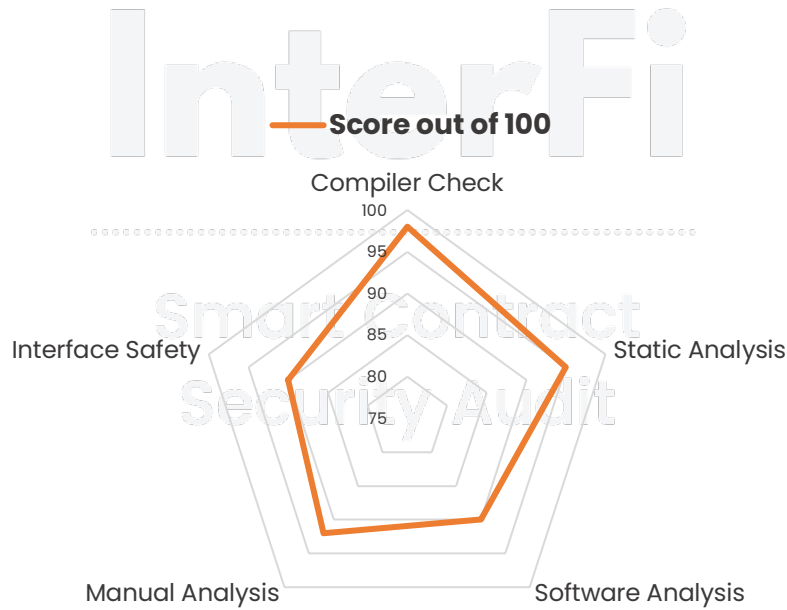 InterFi
Score out of 100
Compiler Check
100
95
90
Smart Contract
85
Interface Safety
Static Analysis
80
Security Audit
75
Manual Analysis
Software Analysis